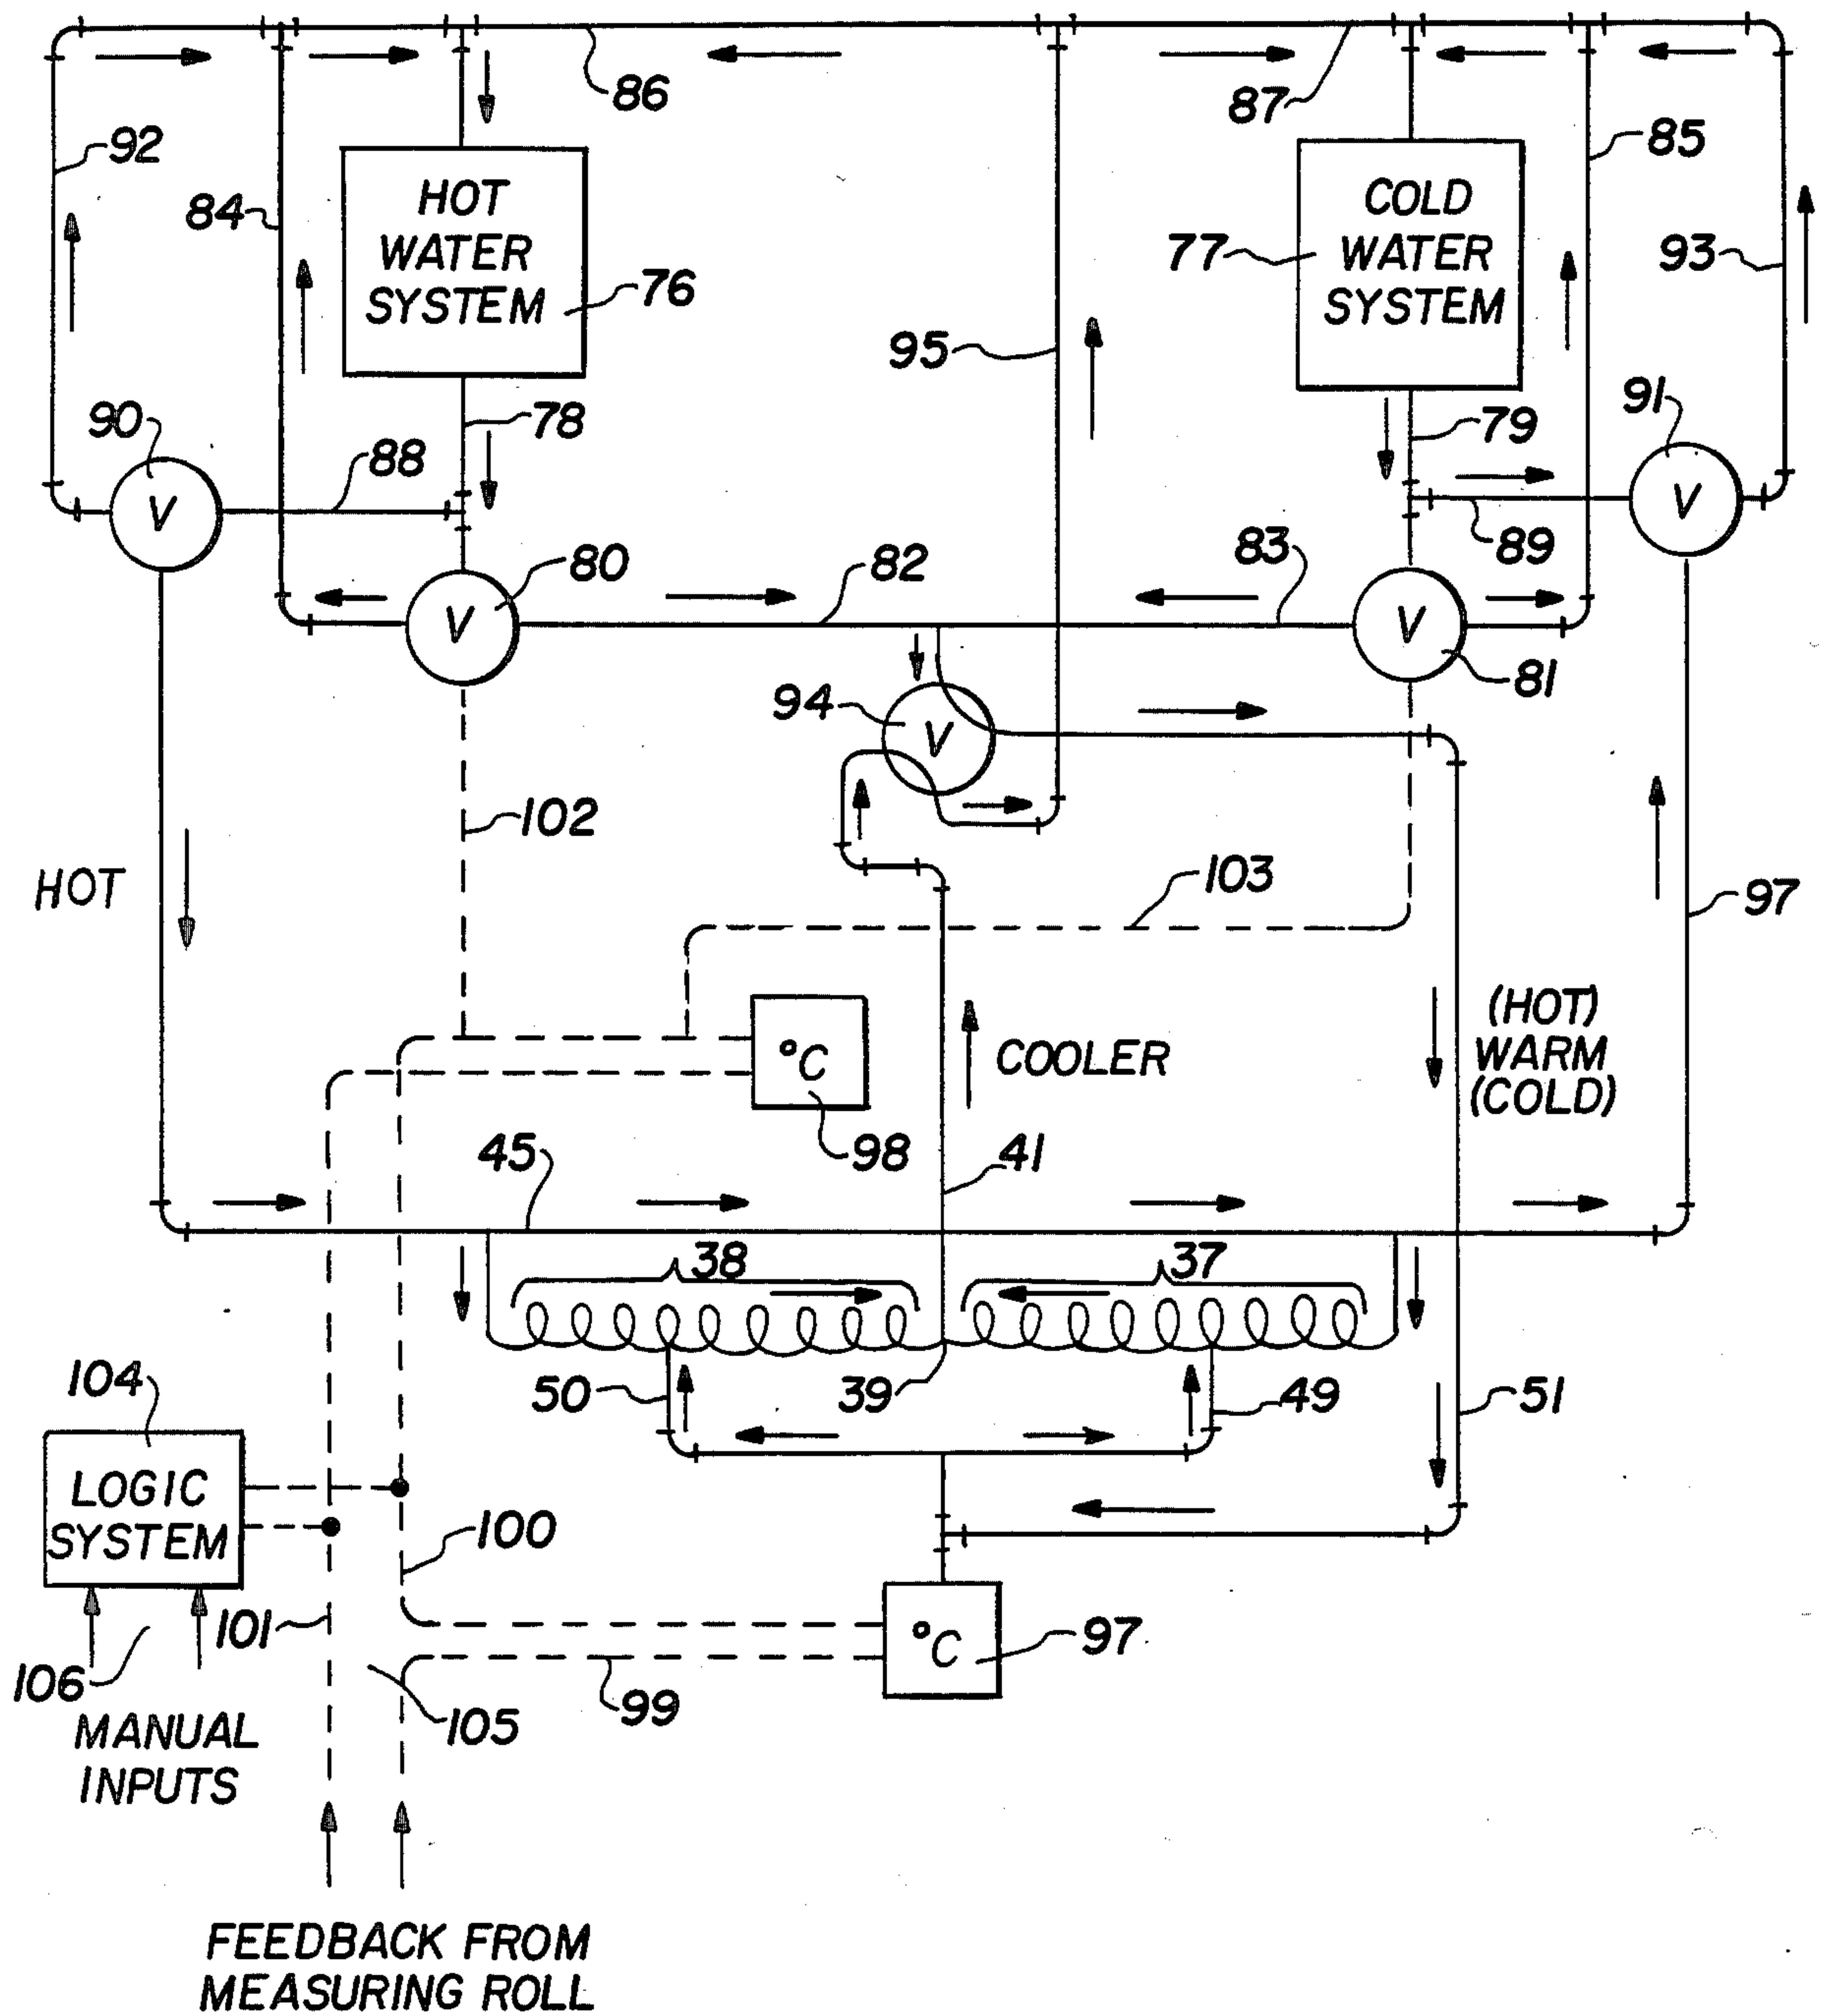 86
87
92
85
84
HOT
WATER
SYSTEM
76
COLD
WATER
SYSTEM
77
93
95
90
V
88
78
79
91
V
89
80
V
82
83
V
81
94
V
102
103
HOT
97
°C
98
COOLER
(HOT)
WARM
(COLD)
45
41
38
37
104
50
39
49
51
LOGIC
SYSTEM
100
101
°C
97
106
105
99
MANUAL
INPUTS
FEEDBACK FROM
MEASURING ROLL